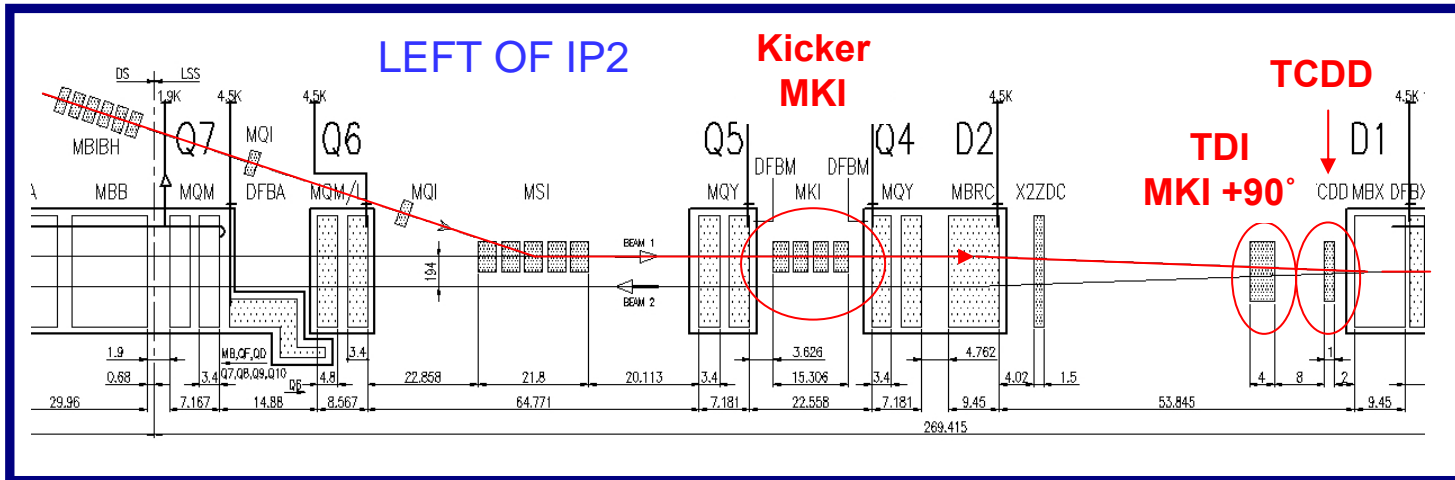 LEFT OF IP2
Kicker
MKI
TCDD
TDI
MKI +90°
DS
LSS
1.9K
4.5K
4.5K
4.5K
4.5K
Q7
Q6
Q5
Q4
D2
D1
MBIBH
MQI
DFBM
DFBM
MBB
MQM
DFBA
MQM/L
MQI
MSI
MQY
MKI
MQY
MBRC
X2ZDC
CDD
MBX
DFBX
194
BEAM 1
BEAM 2
1.9
MB,QF,QD
Q7,Q8,Q9,Q10
Q6
3.4
3.626
4.762
1
0.68
3.4
4.8
22.858
21.8
20.113
3.4
15.306
3.4
4.02
1.5
4
8
2
29.96
7.167
14.88
8.567
64.771
7.181
22.558
7.181
9.45
53.845
9.45
269.415